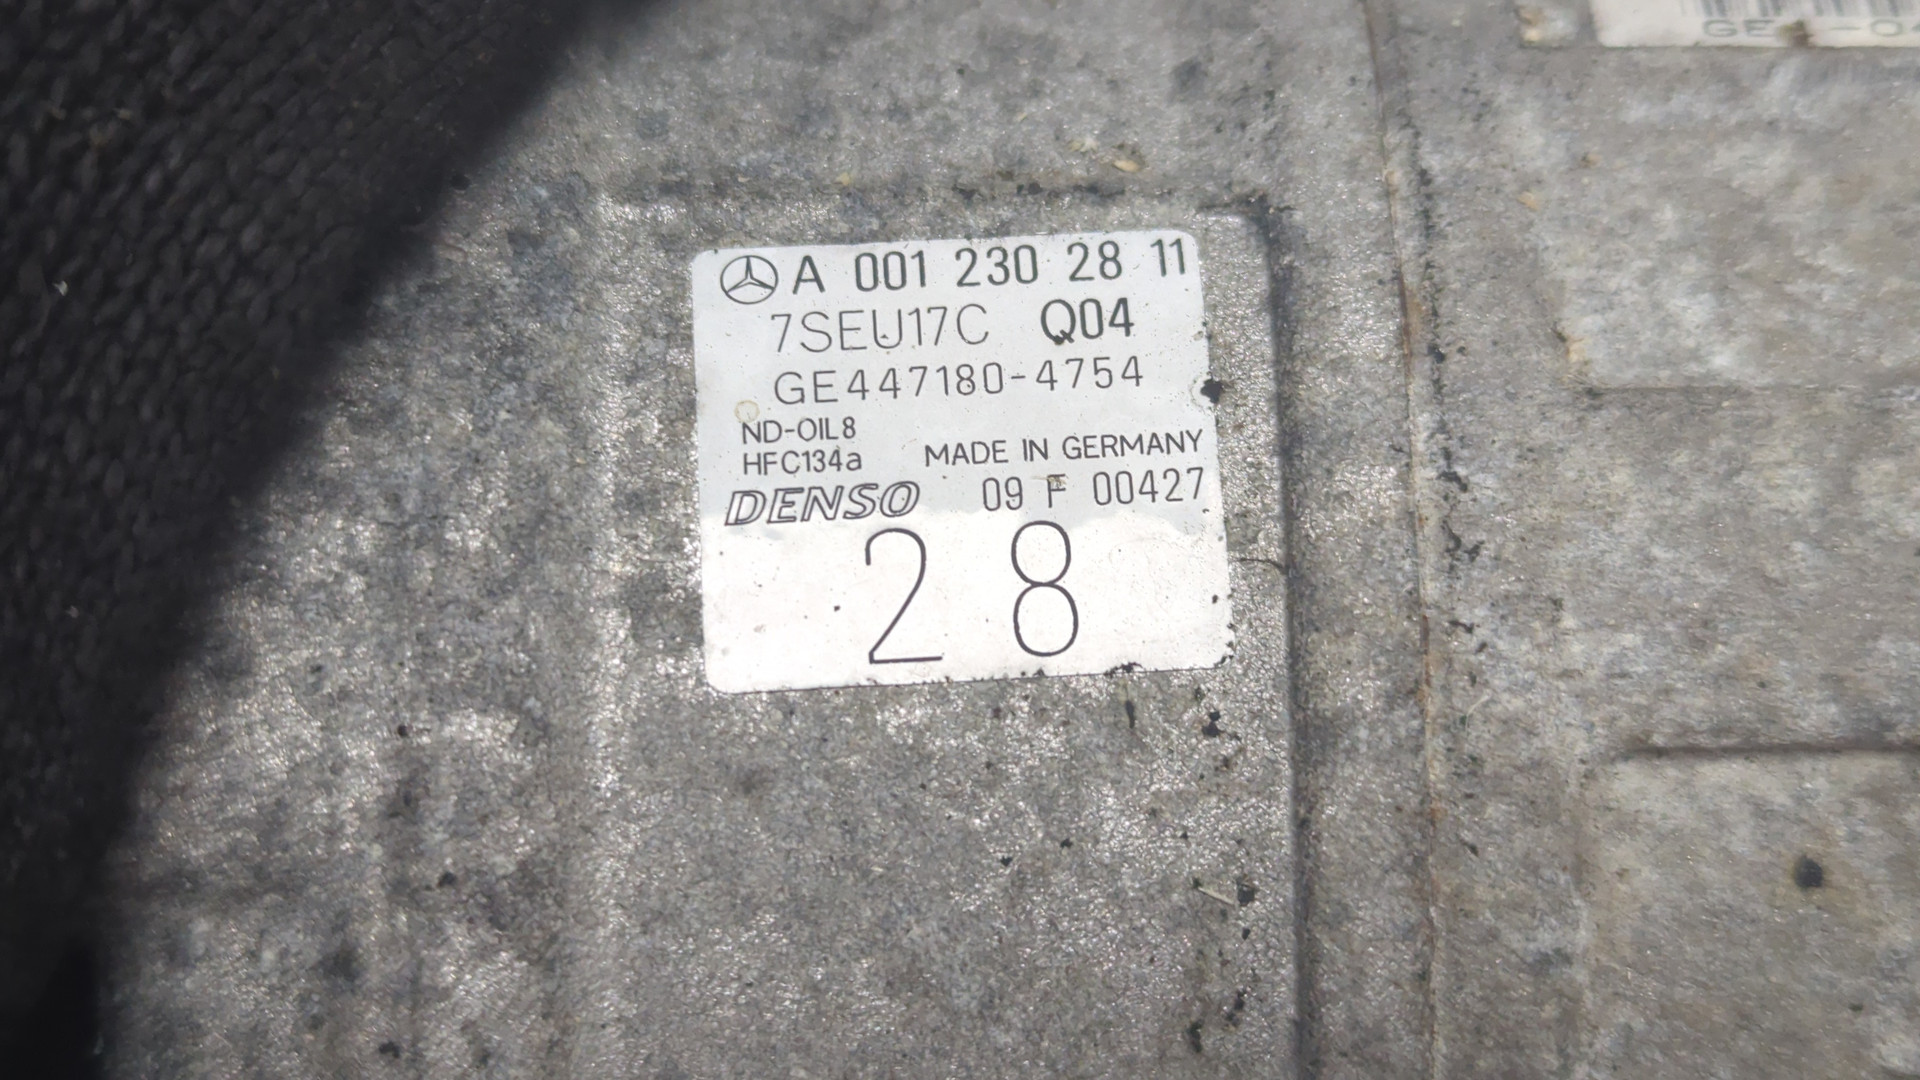 A 001 230 28 11
7SEU17C Q04
GE447180-4754
ND-OIL8
HFC134a MADE IN GERMANY
DENSO 09 F 00427
28